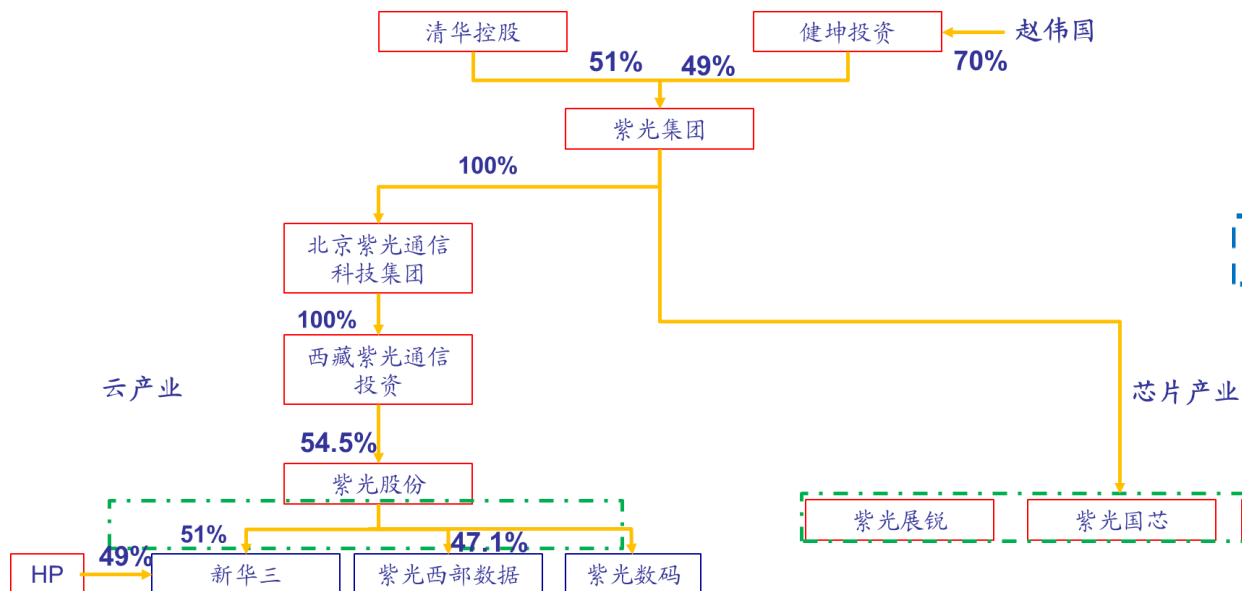 清华控股
健坤投资
赵伟国
51%
49%
70%
紫光集团
100%
北京紫光通信
科技集团
100%
西藏紫光通信
投资
云产业
芯片产业
54.5%
紫光股份
紫光展锐
紫光国芯
51%
47.1%
HP
49%
新华三
紫光西部数据
紫光数码